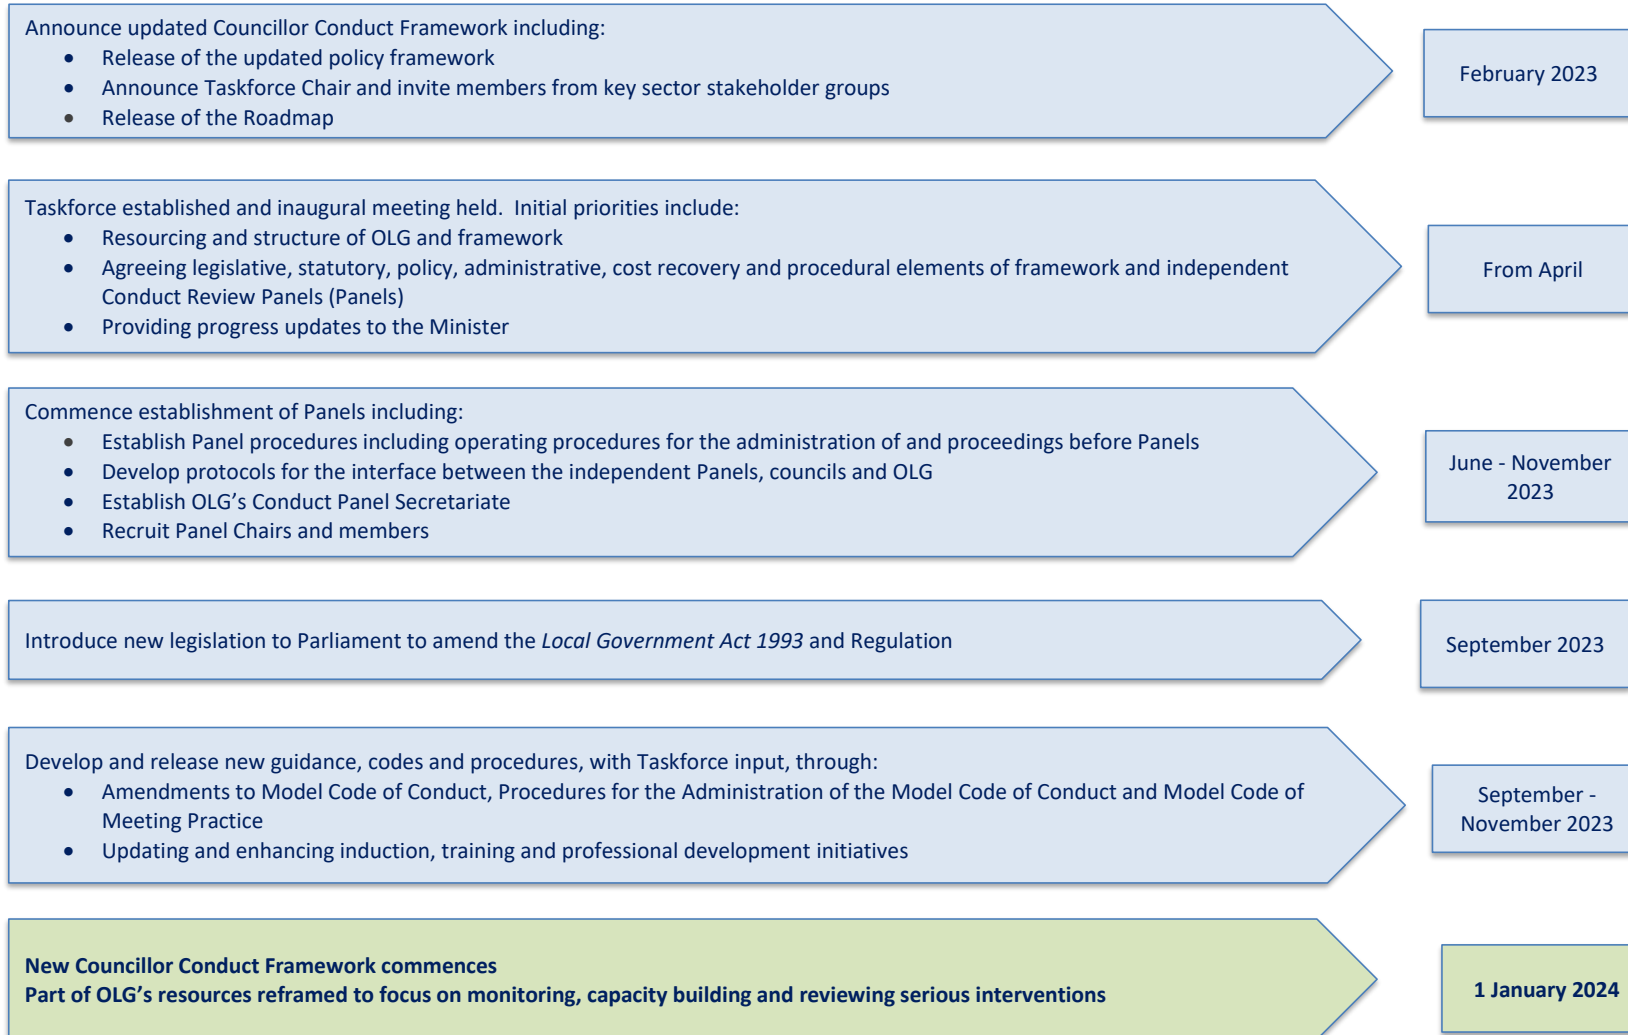 Announce updated Councillor Conduct Framework including:
• Release of the updated policy framework
• Announce Taskforce Chair and invite members from key sector stakeholder groups
• Release of the Roadmap
February 2023
Taskforce established and inaugural meeting held.  Initial priorities include:
• Resourcing and structure of OLG and framework
• Agreeing legislative, statutory, policy, administrative, cost recovery and procedural elements of framework and independent
Conduct Review Panels (Panels)
• Providing progress updates to the Minister
From April
Commence establishment of Panels including:
• Establish Panel procedures including operating procedures for the administration of and proceedings before Panels
• Develop protocols for the interface between the independent Panels, councils and OLG
• Establish OLG’s Conduct Panel Secretariate
• Recruit Panel Chairs and members
June - November
2023
Introduce new legislation to Parliament to amend the Local Government Act 1993 and Regulation
September 2023
Develop and release new guidance, codes and procedures, with Taskforce input, through:
• Amendments to Model Code of Conduct, Procedures for the Administration of the Model Code of Conduct and Model Code of
Meeting Practice
• Updating and enhancing induction, training and professional development initiatives
September -
November 2023
New Councillor Conduct Framework commences
Part of OLG’s resources reframed to focus on monitoring, capacity building and reviewing serious interventions
1 January 2024